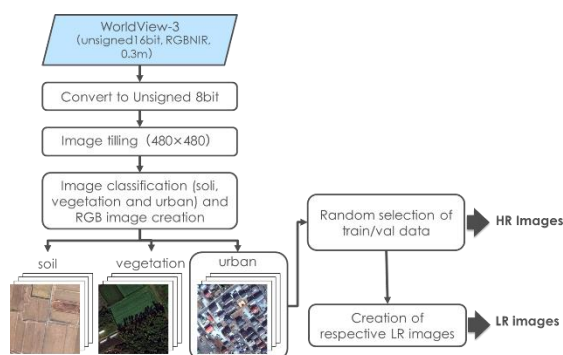 WorldView-3
(unsigned16bit, RGBNIR,
0.3m)
Convert to Unsigned 8bit
Image tilling（480×480）
Image classification (soli,
vegetation and urban) and
RGB image creation
soil
vegetation
urban
Random selection of
train/val data
HR Images
Creation of
respective LR images
LR images